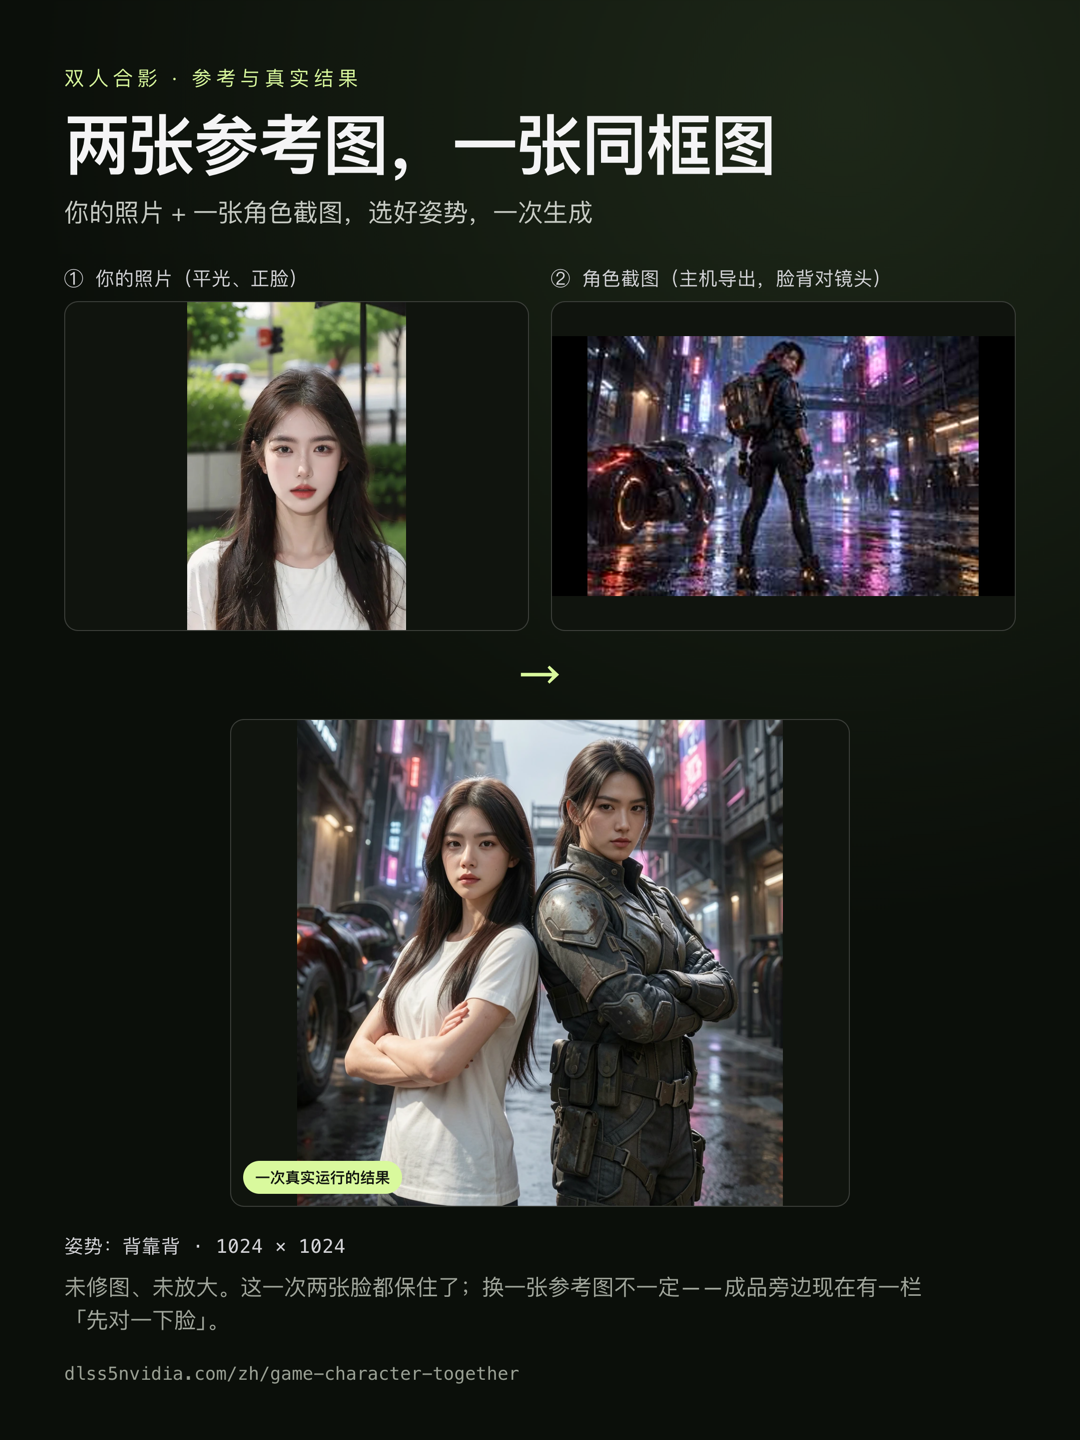 双人合影 · 参考与真实结果
两张参考图，一张同框图
你的照片 + 一张角色截图，选好姿势，一次生成
① 你的照片（平光、正脸）
② 角色截图（主机导出，脸背对镜头）
→
一次真实运行的结果
姿势：背靠背 · 1024 × 1024
未修图、未放大。这一次两张脸都保住了；换一张参考图不一定——成品旁边现在有一栏
「先对一下脸」。
dlss5nvidia.com/zh/game-character-together